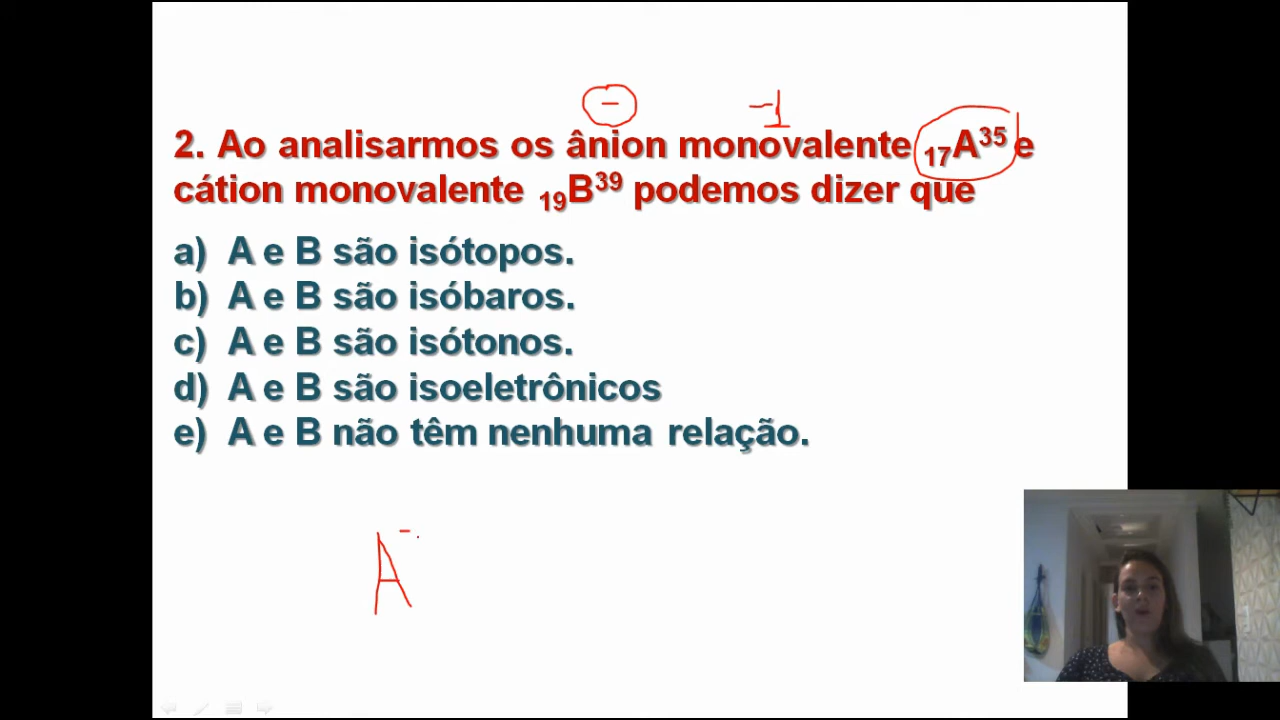 - -1
2. Ao analisarmos os ânion monovalente 17A35 e
cátion monovalente 19B39 podemos dizer que
a) A e B são isótopos.
b) A e B são isóbaros.
c) A e B são isótonos.
d) A e B são isoeletrônicos
e) A e B não têm nenhuma relação.
A-